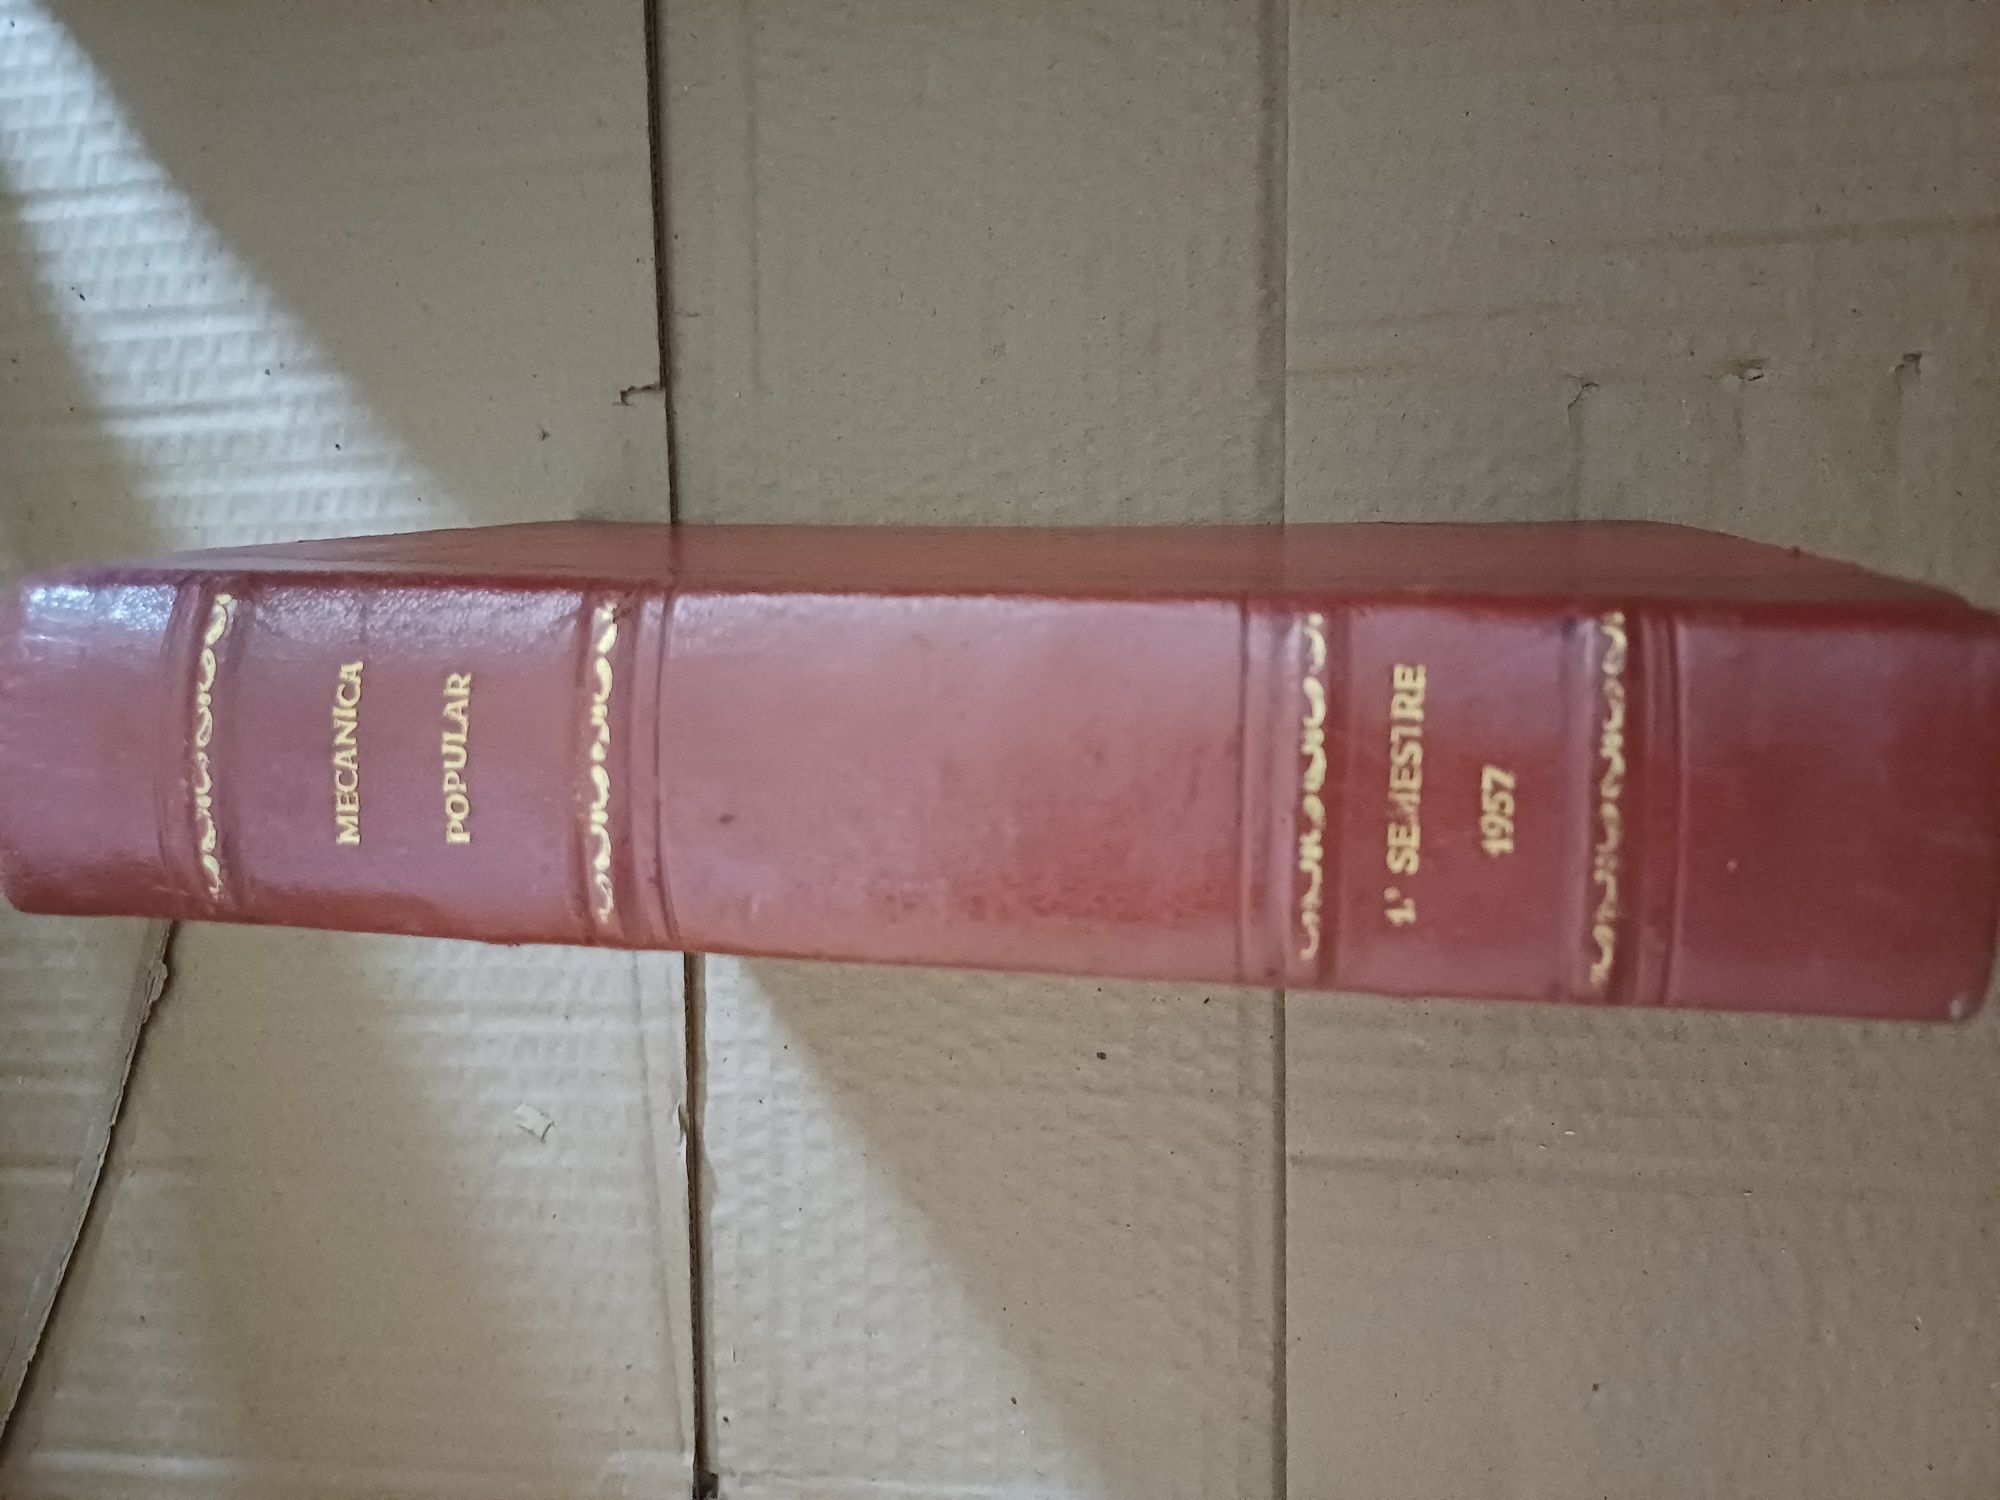 MECANICA
POPULAR
1.º SEMESTRE
1957